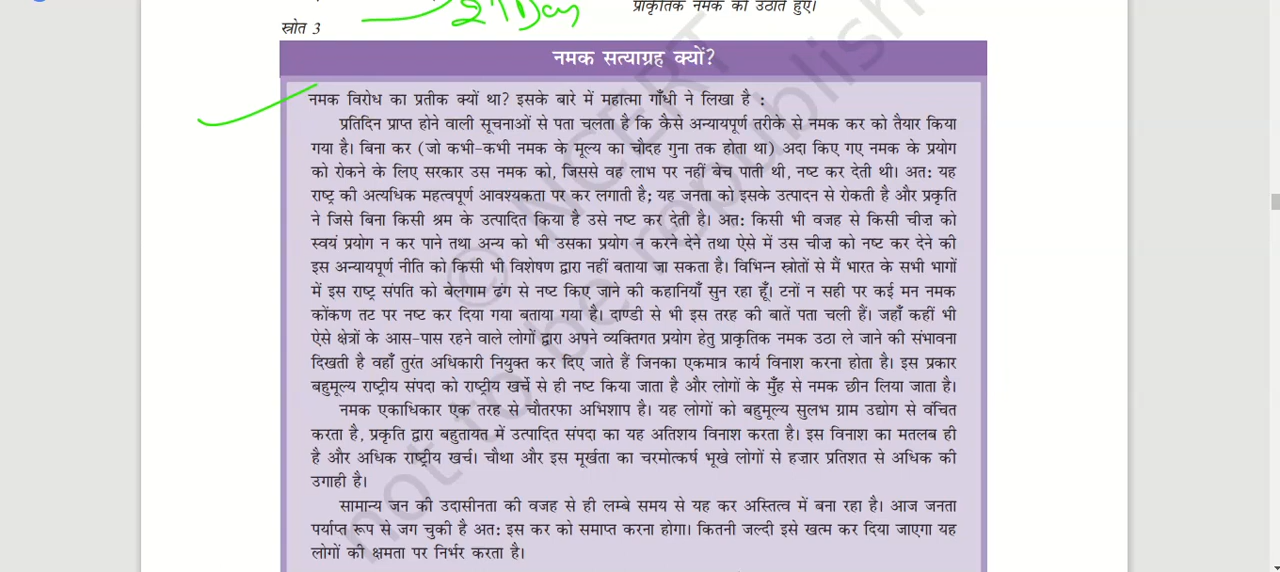 प्राकृतिक नमक को उठाते हुए।
स्रोत 3
नमक सत्याग्रह क्यों?
नमक विरोध का प्रतीक क्यों था? इसके बारे में महात्मा गाँधी ने लिखा है :
प्रतिदिन प्राप्त होने वाली सूचनाओं से पता चलता है कि कैसे अन्यायपूर्ण तरीके से नमक कर को तैयार किया
गया है। बिना कर (जो कभी-कभी नमक के मूल्य का चौदह गुना तक होता था) अदा किए गए नमक के प्रयोग
को रोकने के लिए सरकार उस नमक को, जिससे वह लाभ पर नहीं बेच पाती थी, नष्ट कर देती थी। अत: यह
राष्ट्र की अत्यधिक महत्वपूर्ण आवश्यकता पर कर लगाती है; यह जनता को इसके उत्पादन से रोकती है और प्रकृति
ने जिसे बिना किसी श्रम के उत्पादित किया है उसे नष्ट कर देती है। अत: किसी भी वजह से किसी चीज़ को
स्वयं प्रयोग न कर पाने तथा अन्य को भी उसका प्रयोग न करने देने तथा ऐसे में उस चीज़ को नष्ट कर देने की
इस अन्यायपूर्ण नीति को किसी भी विशेषण द्वारा नहीं बताया जा सकता है। विभिन्न स्रोतों से मैं भारत के सभी भागों
में इस राष्ट्र संपति को बेलगाम ढंग से नष्ट किए जाने की कहानियाँ सुन रहा हूँ। टनों न सही पर कई मन नमक
कोंकण तट पर नष्ट कर दिया गया बताया गया है। दाण्डी से भी इस तरह की बातें पता चली हैं। जहाँ कहीं भी
ऐसे क्षेत्रों के आस-पास रहने वाले लोगों द्वारा अपने व्यक्तिगत प्रयोग हेतु प्राकृतिक नमक उठा ले जाने की संभावना
दिखती है वहाँ तुरंत अधिकारी नियुक्त कर दिए जाते हैं जिनका एकमात्र कार्य विनाश करना होता है। इस प्रकार
बहुमूल्य राष्ट्रीय संपदा को राष्ट्रीय खर्चे से ही नष्ट किया जाता है और लोगों के मुँह से नमक छीन लिया जाता है।
नमक एकाधिकार एक तरह से चौतरफा अभिशाप है। यह लोगों को बहुमूल्य सुलभ ग्राम उद्योग से वंचित
करता है, प्रकृति द्वारा बहुतायत में उत्पादित संपदा का यह अतिशय विनाश करता है। इस विनाश का मतलब ही
है और अधिक राष्ट्रीय खर्च। चौथा और इस मूर्खता का चरमोत्कर्ष भूखे लोगों से हज़ार प्रतिशत से अधिक की
उगाही है।
सामान्य जन की उदासीनता की वजह से ही लम्बे समय से यह कर अस्तित्व में बना रहा है। आज जनता
पर्याप्त रूप से जग चुकी है अत: इस कर को समाप्त करना होगा। कितनी जल्दी इसे खत्म कर दिया जाएगा यह
लोगों की क्षमता पर निर्भर करता है।
© NCERT
not to be republish